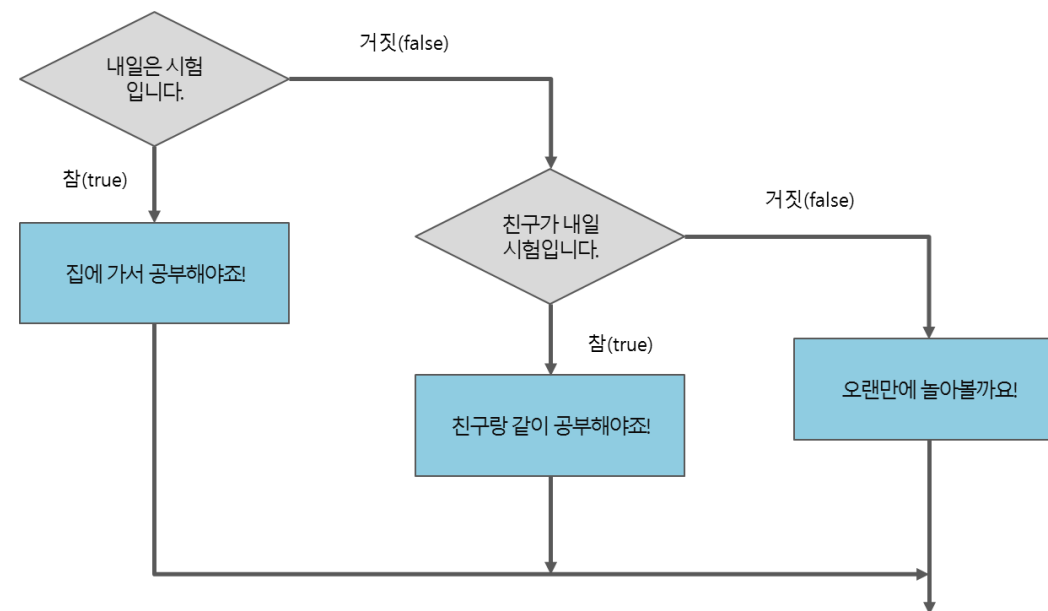 거짓(false)
내일은 시험
입니다.
참(true)
거짓(false)
친구가 내일
시험입니다.
집에 가서 공부해야죠!
참(true)
오랜만에 놀아볼까요!
친구랑 같이 공부해야죠!